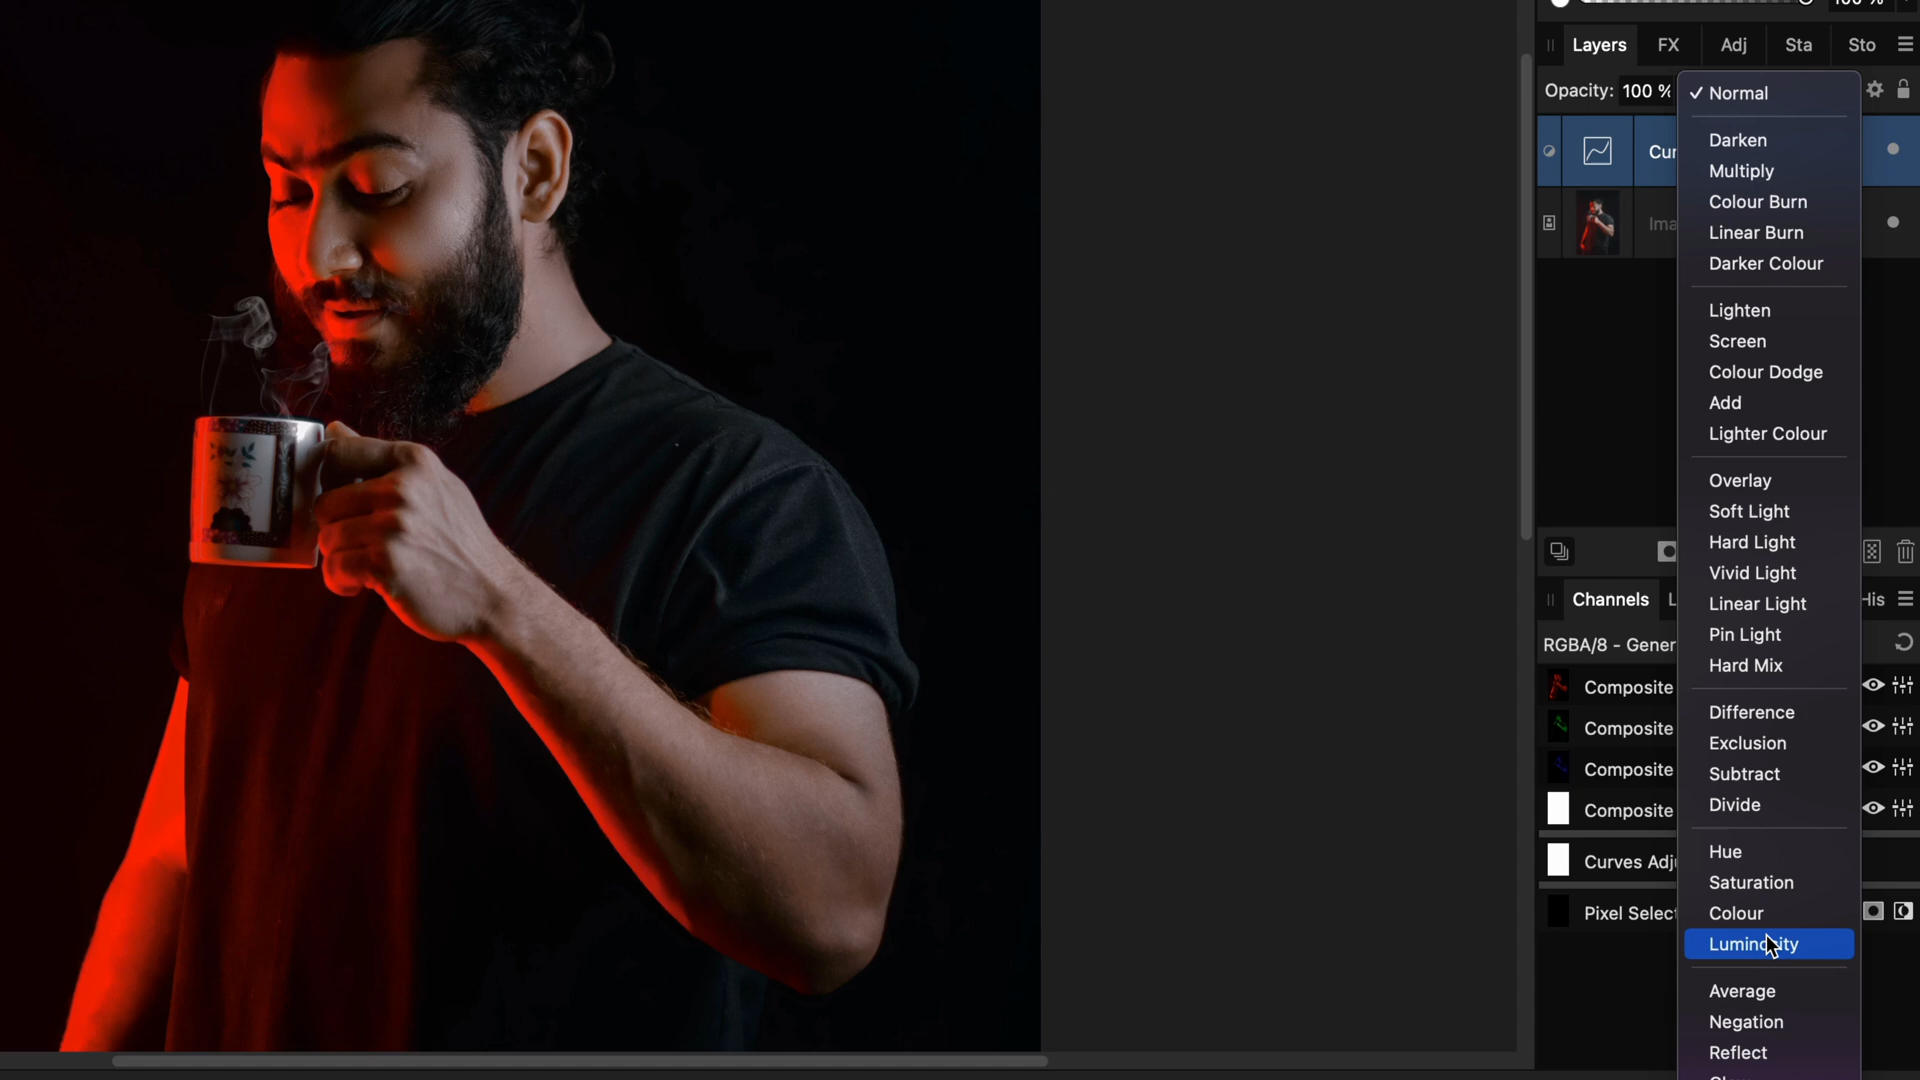 100 %
Layers FX Adj Sta Sto
Opacity: 100 %
Normal
Darken
Cur
Multiply
Colour Burn
Ima
Linear Burn
Darker Colour
Lighten
Screen
Colour Dodge
Add
Lighter Colour
Overlay
Soft Light
Hard Light
Vivid Light
Linear Light
Pin Light
Hard Mix
Difference
Exclusion
Subtract
Divide
Hue
Saturation
Colour
Luminosity
Average
Negation
Reflect
Channels L His
RGBA/8 - Gener
Composite
Composite
Composite
Composite
Curves Adj
Pixel Selec